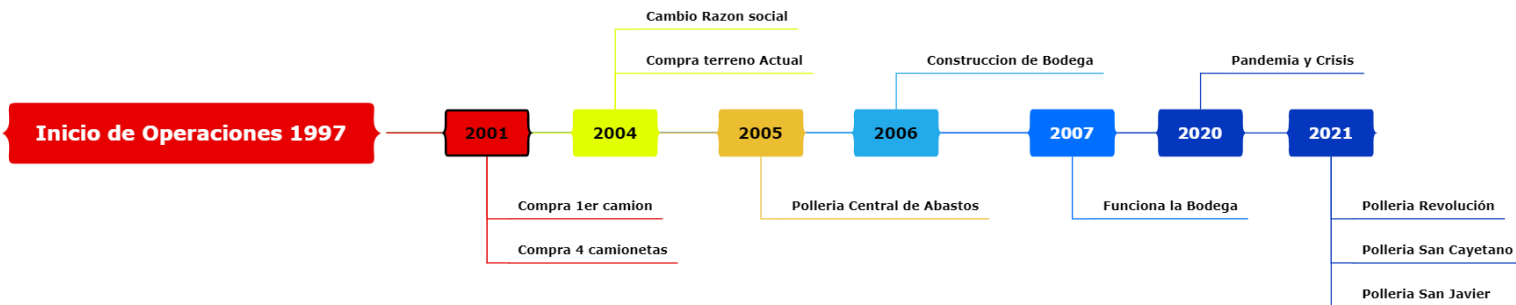 Inicio de Operaciones 1997
2001
Compra 1er camion
Compra 4 camionetas
2004
Cambio Razon social
Compra terreno Actual
2005
Polleria Central de Abastos
2006
Construccion de Bodega
2007
Funciona la Bodega
2020
Pandemia y Crisis
2021
Polleria Revolución
Polleria San Cayetano
Polleria San Javier